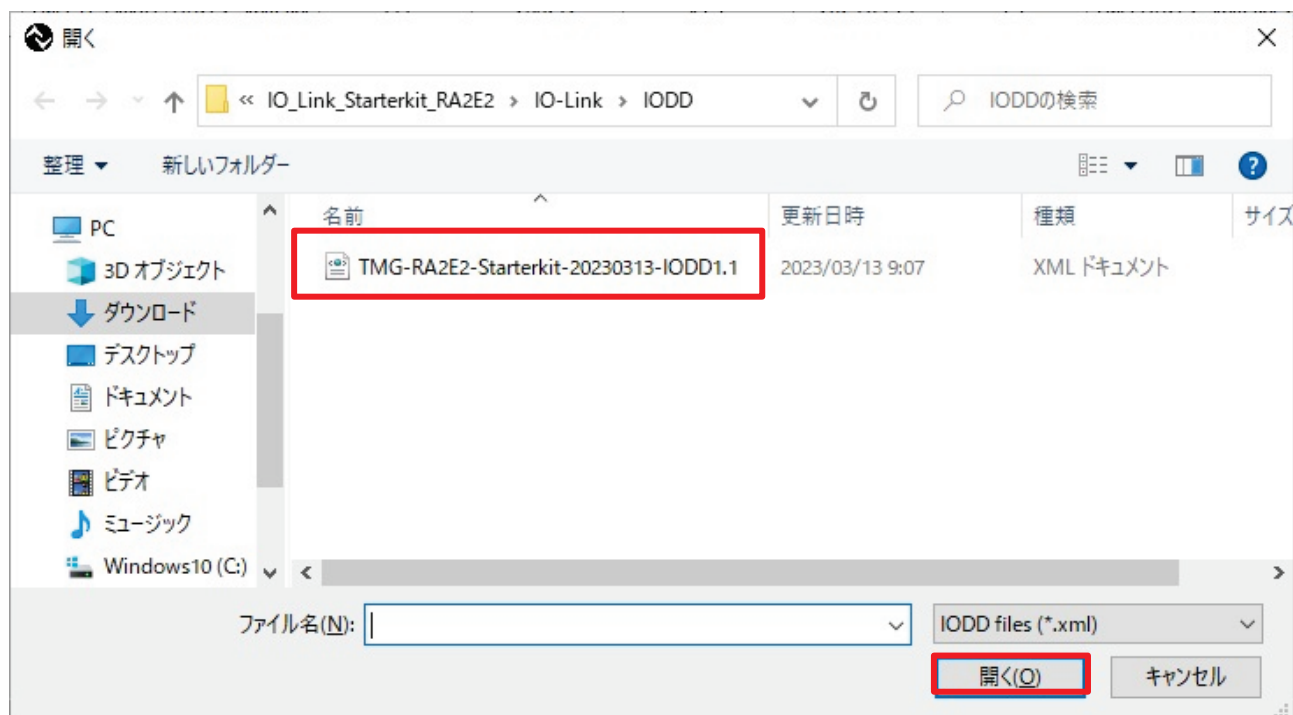 開く
« IO_Link_Starterkit_RA2E2 > IO-Link > IODD
IODDの検索
整理 新しいフォルダー
名前 更新日時 種類 サイズ
TMG-RA2E2-Starterkit-20230313-IODD1.1 2023/03/13 9:07 XML ドキュメント
PC
3D オブジェクト
ダウンロード
デスクトップ
ドキュメント
ピクチャ
ビデオ
ミュージック
Windows10 (C:)
ファイル名(N):
IODD files (*.xml)
開く(O) キャンセル